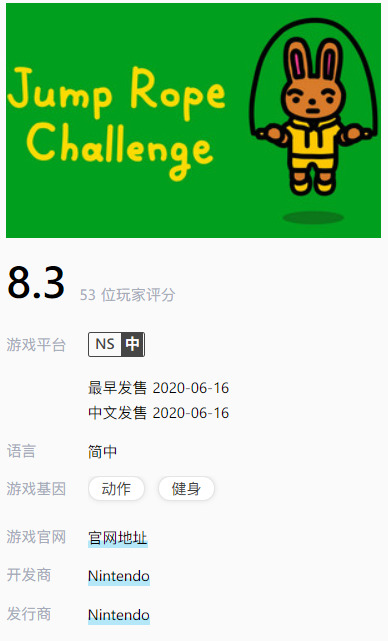 Jump Rope
Challenge
8.3 53 位玩家评分
游戏平台 NS 中
最早发售 2020-06-16
中文发售 2020-06-16
语言 简中
游戏基因 动作 健身
游戏官网 官网地址
开发商 Nintendo
发行商 Nintendo